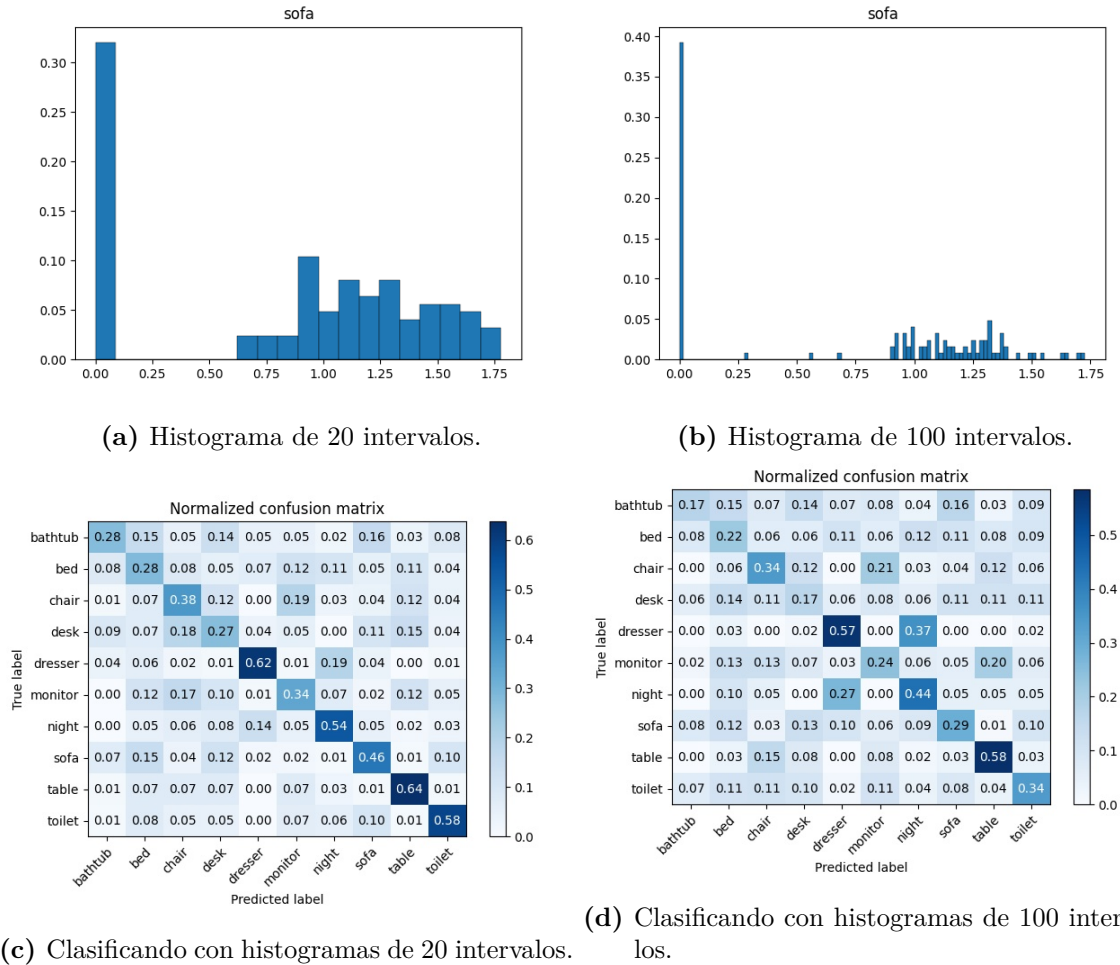 sofa
0.30
0.25
0.20
0.15
0.10
0.05
0.00
0.00 0.25 0.50 0.75 1.00 1.25 1.50 1.75
(a) Histograma de 20 intervalos.
sofa
0.40
0.35
0.30
0.25
0.20
0.15
0.10
0.05
0.00
0.00 0.25 0.50 0.75 1.00 1.25 1.50 1.75
(b) Histograma de 100 intervalos.
Normalized confusion matrix
True label
bathtub 0.28 0.15 0.05 0.14 0.05 0.05 0.02 0.16 0.03 0.08
bed 0.08 0.28 0.08 0.05 0.07 0.12 0.11 0.05 0.11 0.04
chair 0.01 0.07 0.38 0.12 0.00 0.19 0.03 0.04 0.12 0.04
desk 0.09 0.07 0.18 0.27 0.04 0.05 0.00 0.11 0.15 0.04
dresser 0.04 0.06 0.02 0.01 0.62 0.01 0.19 0.04 0.00 0.01
monitor 0.00 0.12 0.17 0.10 0.01 0.34 0.07 0.02 0.12 0.05
night 0.00 0.05 0.06 0.08 0.14 0.05 0.54 0.05 0.02 0.03
sofa 0.07 0.15 0.04 0.12 0.02 0.02 0.01 0.46 0.01 0.10
table 0.01 0.07 0.07 0.07 0.00 0.07 0.03 0.01 0.64 0.01
toilet 0.01 0.08 0.05 0.05 0.00 0.07 0.06 0.10 0.01 0.58
bathtub bed chair desk dresser monitor night sofa table toilet
Predicted label
0.6
0.5
0.4
0.3
0.2
0.1
0.0
(c) Clasificando con histogramas de 20 intervalos.
Normalized confusion matrix
True label
bathtub 0.17 0.15 0.07 0.14 0.07 0.08 0.04 0.16 0.03 0.09
bed 0.08 0.22 0.06 0.06 0.11 0.06 0.12 0.11 0.08 0.09
chair 0.00 0.06 0.34 0.12 0.00 0.21 0.03 0.04 0.12 0.06
desk 0.06 0.14 0.11 0.17 0.06 0.08 0.06 0.11 0.11 0.11
dresser 0.00 0.03 0.00 0.02 0.57 0.00 0.37 0.00 0.00 0.02
monitor 0.02 0.13 0.13 0.07 0.03 0.24 0.06 0.05 0.20 0.06
night 0.00 0.10 0.05 0.00 0.27 0.00 0.44 0.05 0.05 0.05
sofa 0.08 0.12 0.03 0.13 0.10 0.06 0.09 0.29 0.01 0.10
table 0.00 0.03 0.15 0.08 0.00 0.08 0.02 0.03 0.58 0.03
toilet 0.07 0.11 0.11 0.10 0.02 0.11 0.04 0.08 0.04 0.34
bathtub bed chair desk dresser monitor night sofa table toilet
Predicted label
0.5
0.4
0.3
0.2
0.1
0.0
(d) Clasificando con histogramas de 100 inter
los.